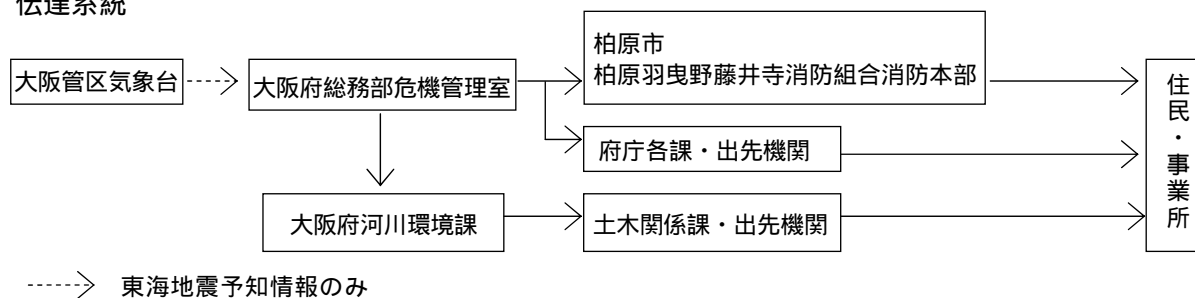 伝達系統
柏原市
柏原羽曳野藤井寺消防組合消防本部
大阪管区気象台
大阪府総務部危機管理室
住民・事業所
府庁各課・出先機関
大阪府河川環境課
土木関係課・出先機関
東海地震予知情報のみ